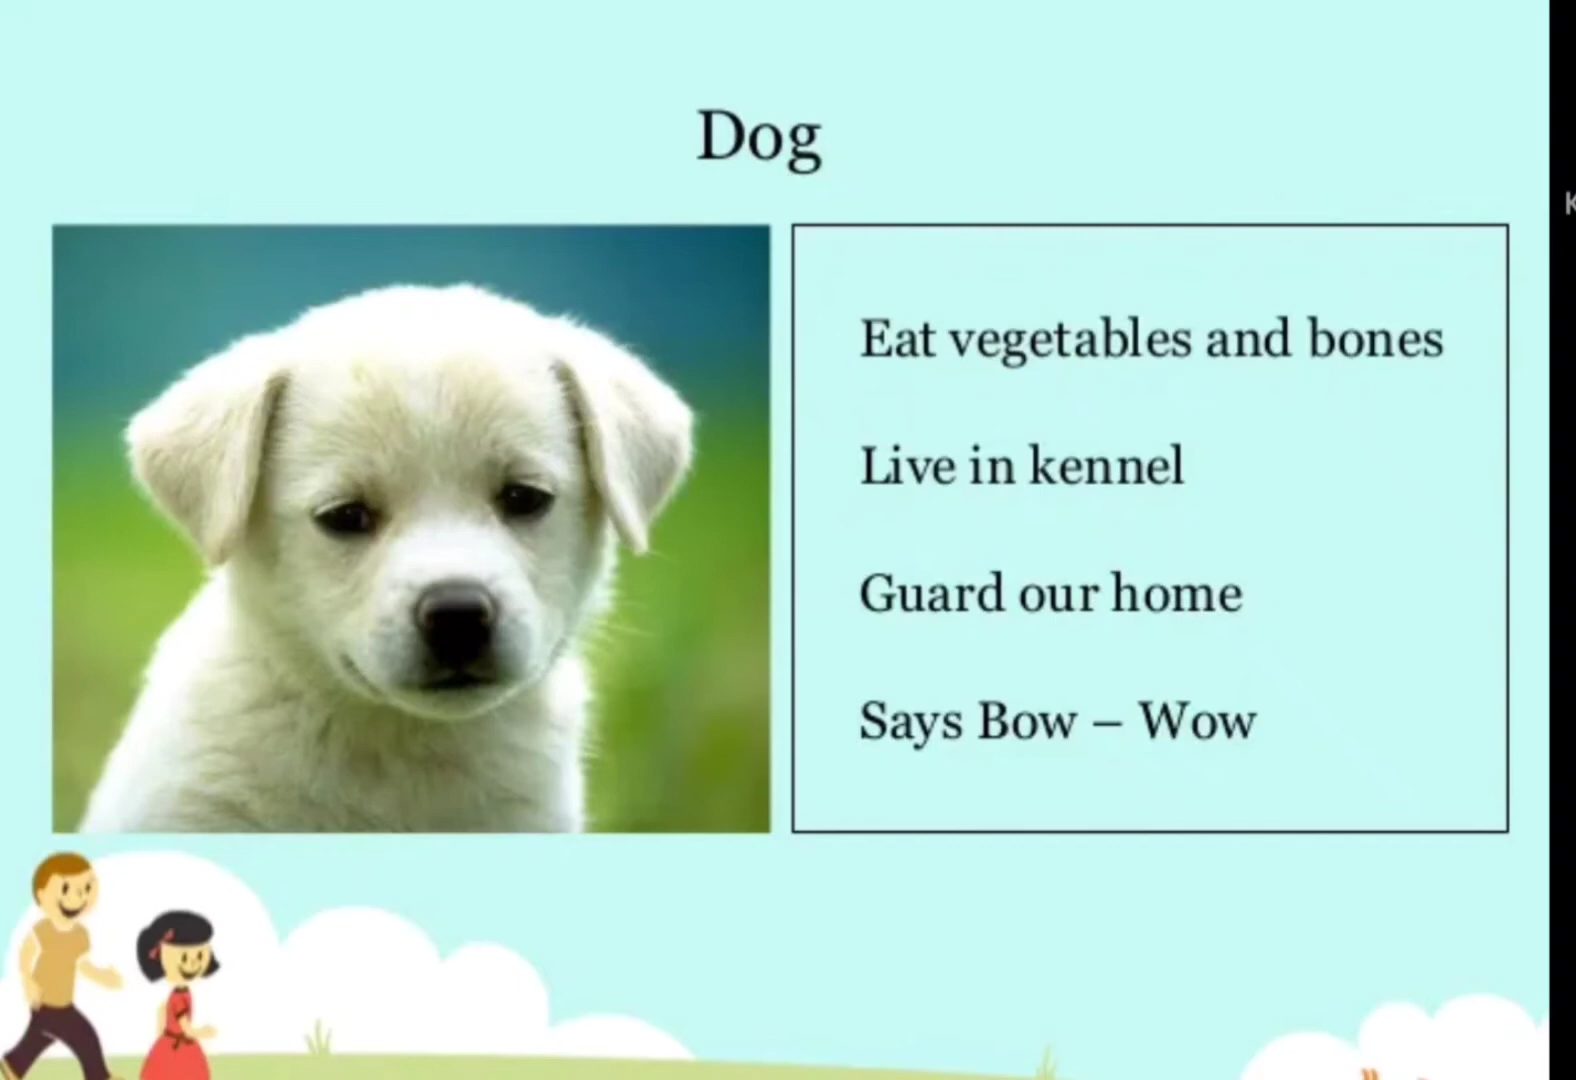 Dog
Eat vegetables and bones
Live in kennel
Guard our home
Says Bow – Wow